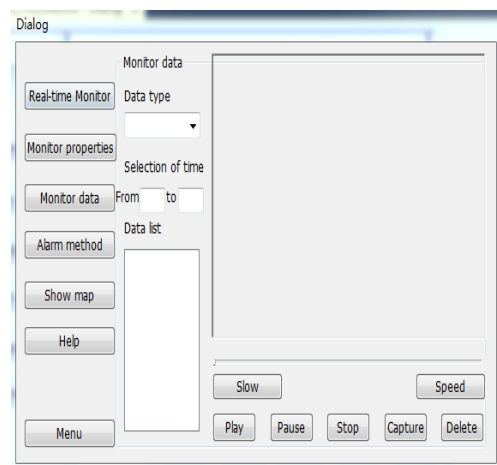 Dialog
Monitor data
Real-time Monitor
Data type
Monitor properties
Selection of time
Monitor data
From to
Data list
Alarm method
Show map
Help
Menu
Slow
Speed
Play Pause Stop Capture Delete